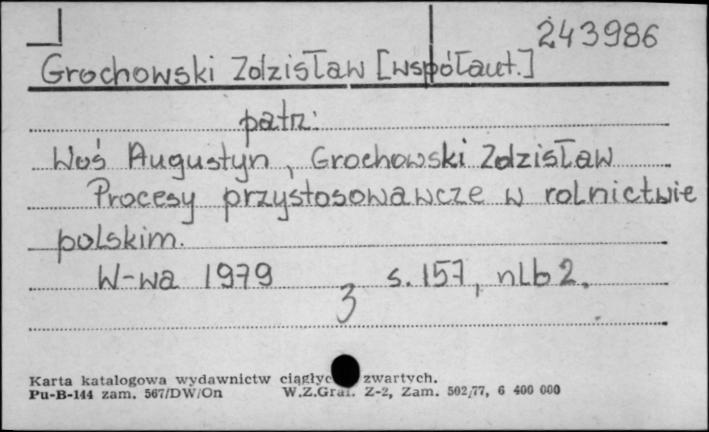 243986
Grochowski Zdzisław [współaut.]
patrz:
Woś Augustyn, Grochowski Zdzisław
Procesy przystosowawcze w rolnictwie
polskim.
W-wa 1979 s. 157, nlb 2.
3
Karta katalogowa wydawnictw zwartych.
Pu-B-144 zam. 567/DW/On W.Z.Graf. Z-2, Zam. 502/77, 6 400 000